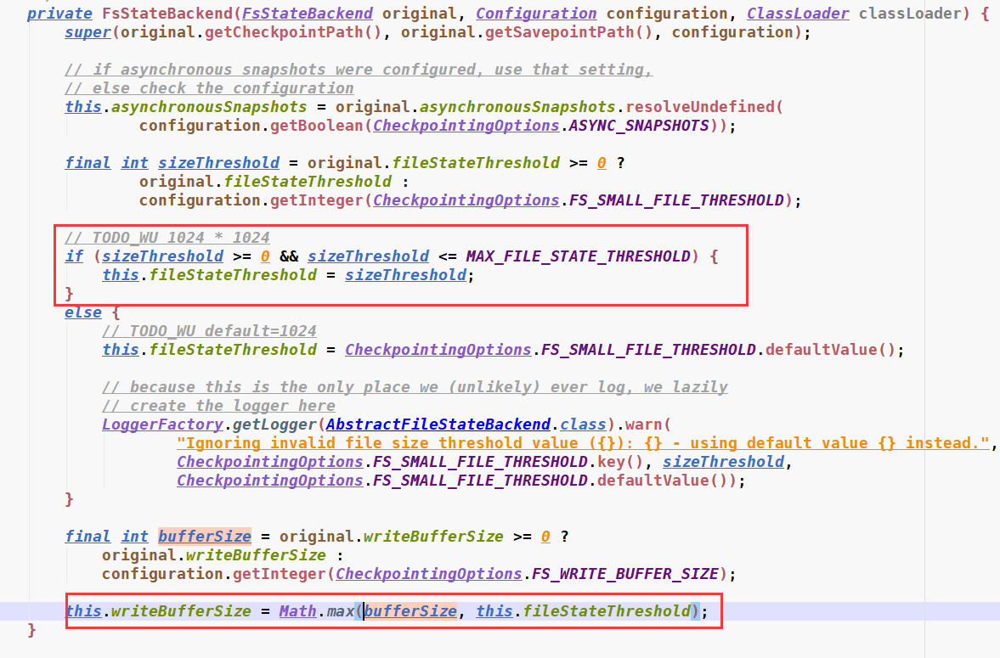 private FsStateBackend(FsStateBackend original, Configuration configuration, ClassLoader classLoader) {
super(original.getCheckpointPath(), original.getSavepointPath(), configuration);
// if asynchronous snapshots were configured, use that setting,
// else check the configuration
this.asynchronousSnapshots = original.asynchronousSnapshots.resolveUndefined(
configuration.getBoolean(CheckpointingOptions.ASYNC_SNAPSHOTS));
final int sizeThreshold = original.fileStateThreshold >= 0 ?
original.fileStateThreshold :
configuration.getInteger(CheckpointingOptions.FS_SMALL_FILE_THRESHOLD);
// TODO_WU 1024 * 1024
if (sizeThreshold >= 0 && sizeThreshold <= MAX_FILE_STATE_THRESHOLD) {
this.fileStateThreshold = sizeThreshold;
}
else {
// TODO_WU default=1024
this.fileStateThreshold = CheckpointingOptions.FS_SMALL_FILE_THRESHOLD.defaultValue();
// because this is the only place we (unlikely) ever log, we lazily
// create the logger here
LoggerFactory.getLogger(AbstractFileStateBackend.class).warn(
"Ignoring invalid file size threshold value ({}): {} - using default value {} instead.",
CheckpointingOptions.FS_SMALL_FILE_THRESHOLD.key(), sizeThreshold,
CheckpointingOptions.FS_SMALL_FILE_THRESHOLD.defaultValue());
}
final int bufferSize = original.writeBufferSize >= 0 ?
original.writeBufferSize :
configuration.getInteger(CheckpointingOptions.FS_WRITE_BUFFER_SIZE);
this.writeBufferSize = Math.max(bufferSize, this.fileStateThreshold);
}